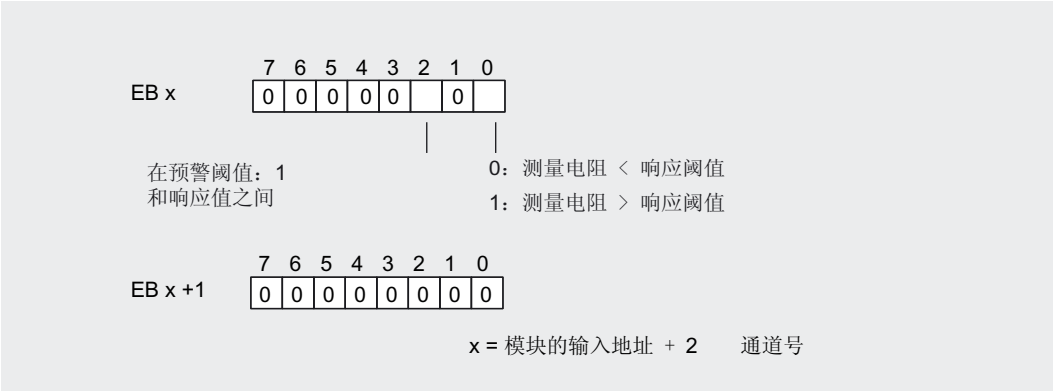 7 6 5 4 3 2 1 0
EB x 0 0 0 0 0 0
在预警阈值：1
和响应值之间
0：测量电阻 < 响应阈值
1：测量电阻 > 响应阈值
7 6 5 4 3 2 1 0
EB x +1 0 0 0 0 0 0 0 0
x = 模块的输入地址 + 2 通道号